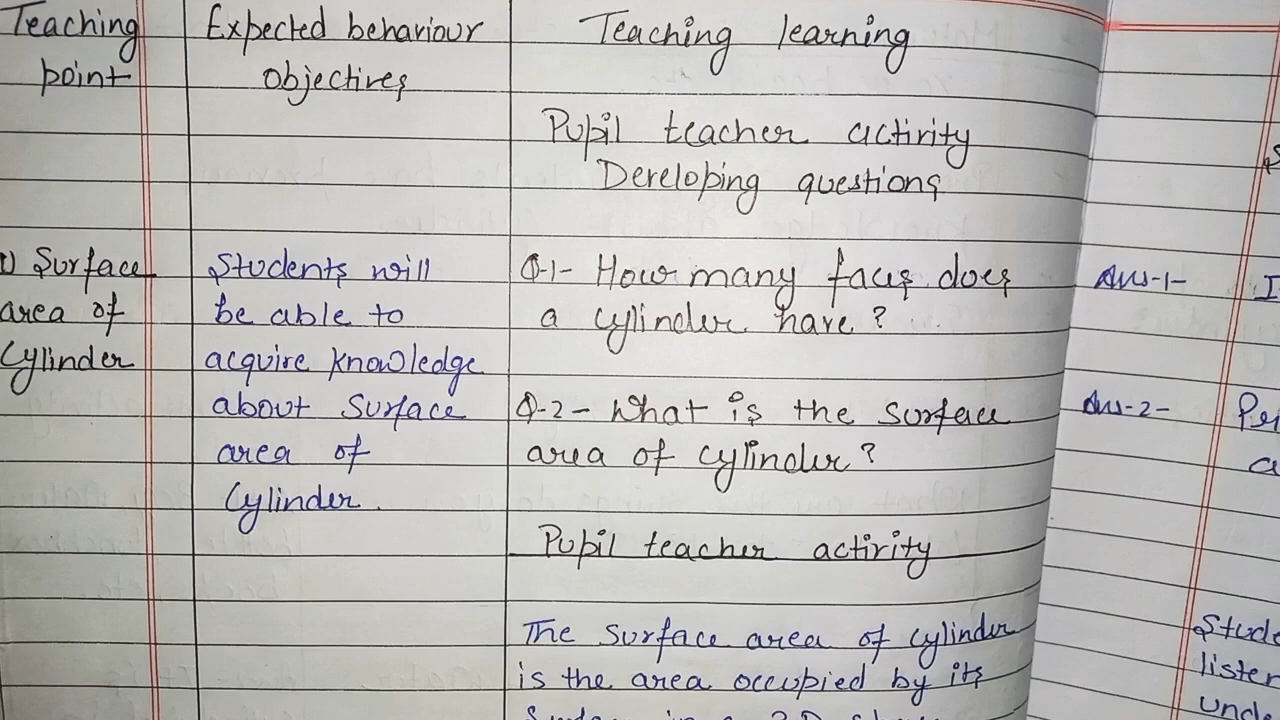 Teaching point
Expected behaviour objectives
Teaching learning
Pupil teacher activity
Developing questions
1) Surface area of Cylinder
Students will
be able to
acquire knowledge
about Surface
area of
Cylinder.
Q-1- How many faces does
a cylinder have?
Q-2- What is the surface
area of cylinder?
Pupil teacher activity
The surface area of cylinder
is the area occupied by its
Ans-1-
Ans-2-